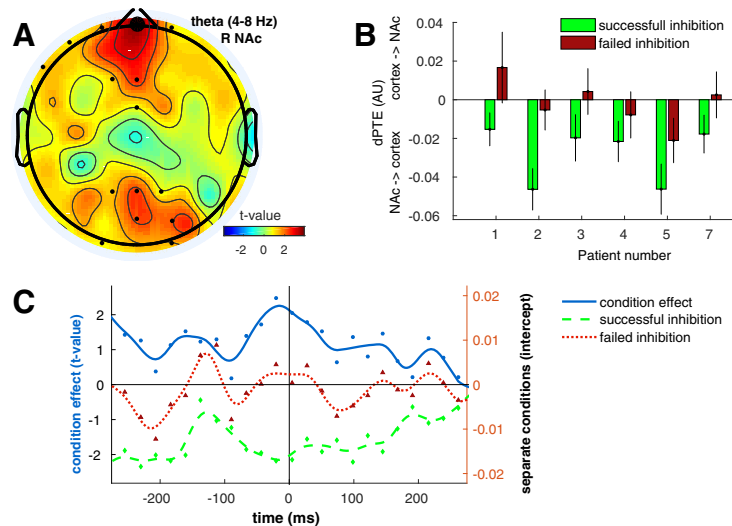 A
theta (4-8 Hz)
R NAc
t-value
-2 0 2
B
successfull inhibition
failed inhibition
cortex -> NAc
NAc -> cortex
dPTE (AU)
0.04
0.02
0
-0.02
-0.04
-0.06
1 2 3 4 5 7
Patient number
C
condition effect (t-value)
2
1
0
-1
-2
-200 -100 0 100 200
time (ms)
0.02
0.01
0
-0.01
-0.02
separate conditions (intercept)
condition effect
successful inhibition
failed inhibition